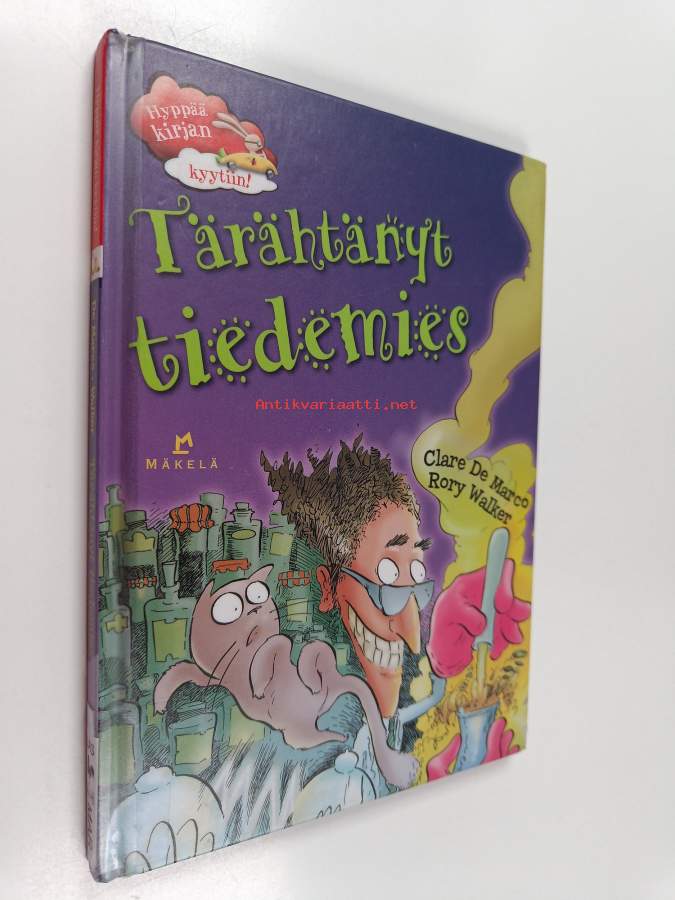 Hyppää
kirjan
kyytiin!
Tärähtänyt
tiedemies
Antikvariaatti.net
MÄKELÄ
Clare De Marco
Rory Walker